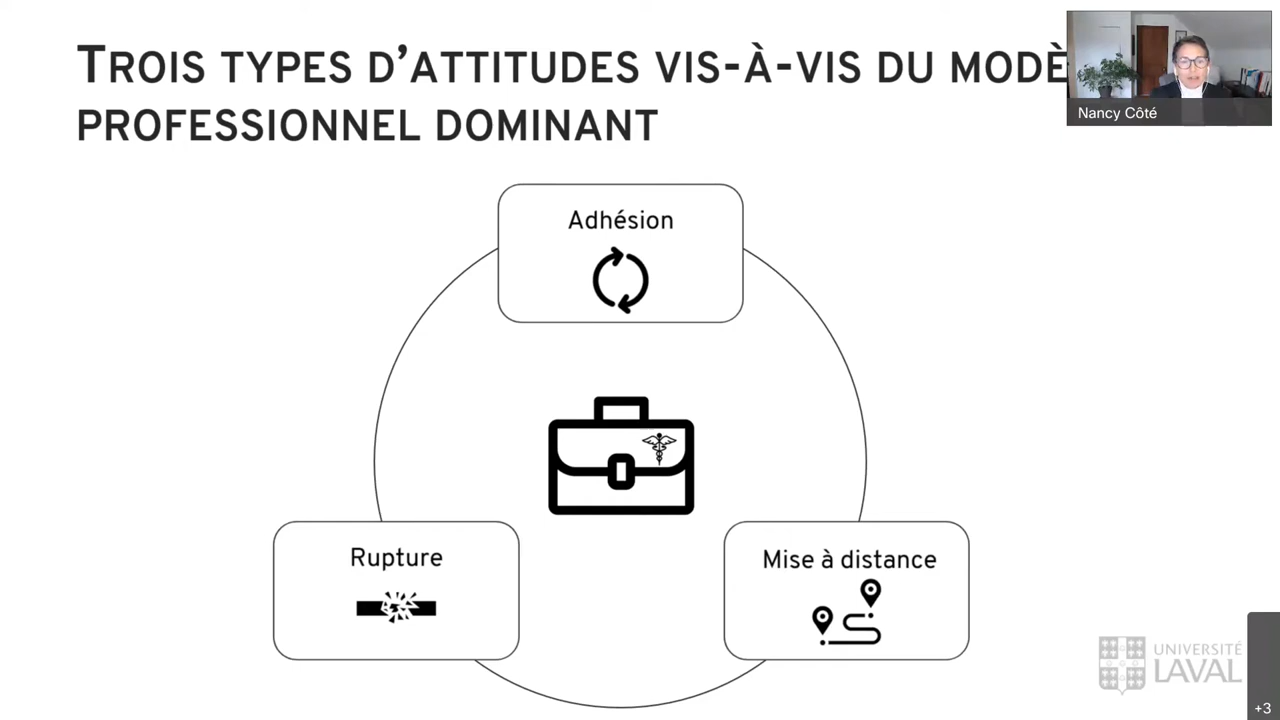 TROIS TYPES D'ATTITUDES VIS-À-VIS DU MODÈ
PROFESSIONNEL DOMINANT
Nancy Côté
Adhésion
Rupture
Mise à distance
UNIVERSITÉ
LAVAL
+3